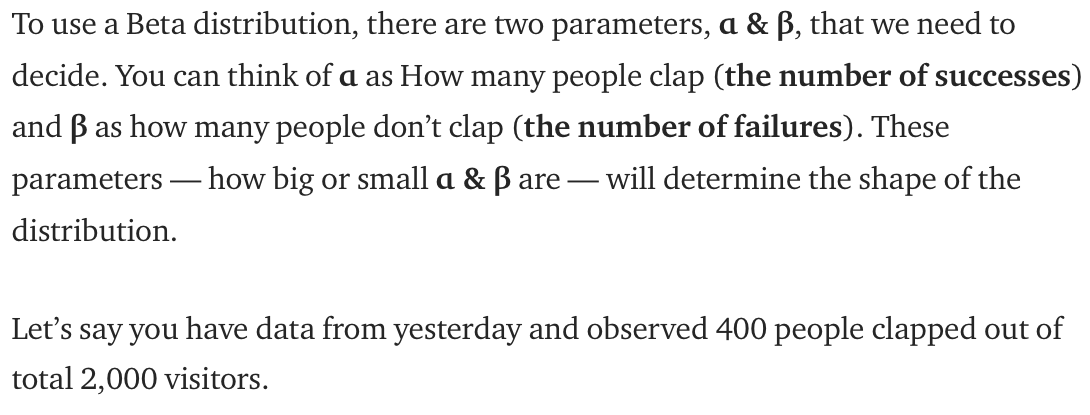 To use a Beta distribution, there are two parameters, α & β, that we need to
decide. You can think of α as How many people clap (the number of successes)
and β as how many people don’t clap (the number of failures). These
parameters — how big or small α & β are — will determine the shape of the
distribution.
Let’s say you have data from yesterday and observed 400 people clapped out of
total 2,000 visitors.